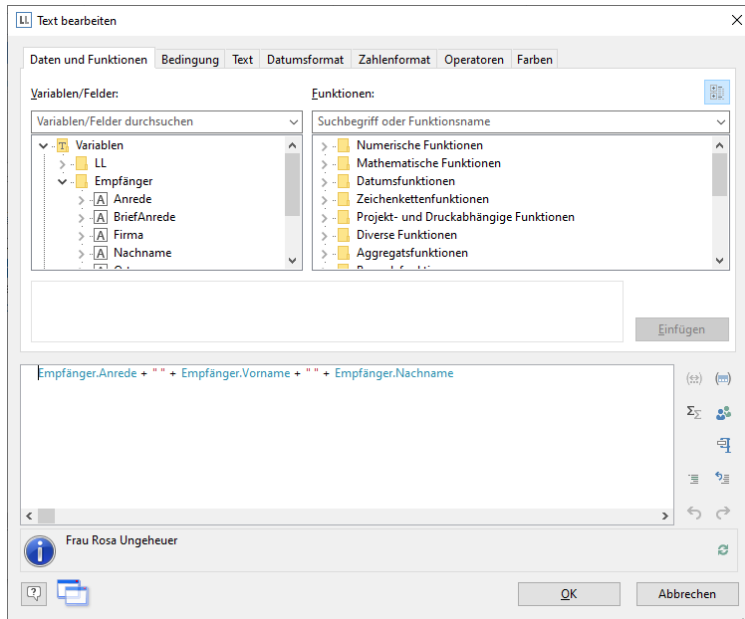 LL Text bearbeiten
Daten und Funktionen Bedingung Text Datumsformat Zahlenformat Operatoren Farben
Variablen/Felder: Funktionen:
Variablen/Felder durchsuchen Suchbegriff oder Funktionsname
T Variablen Numerische Funktionen
LL Mathematische Funktionen
Empfänger Datumsfunktionen
A Anrede Zeichenkettenfunktionen
A BriefAnrede Projekt- und Druckabhängige Funktionen
A Firma Diverse Funktionen
A Nachname Aggregatsfunktionen
Einfügen
Empfänger.Anrede + " " + Empfänger.Vorname + " " + Empfänger.Nachname
Frau Rosa Ungeheuer
OK Abbrechen